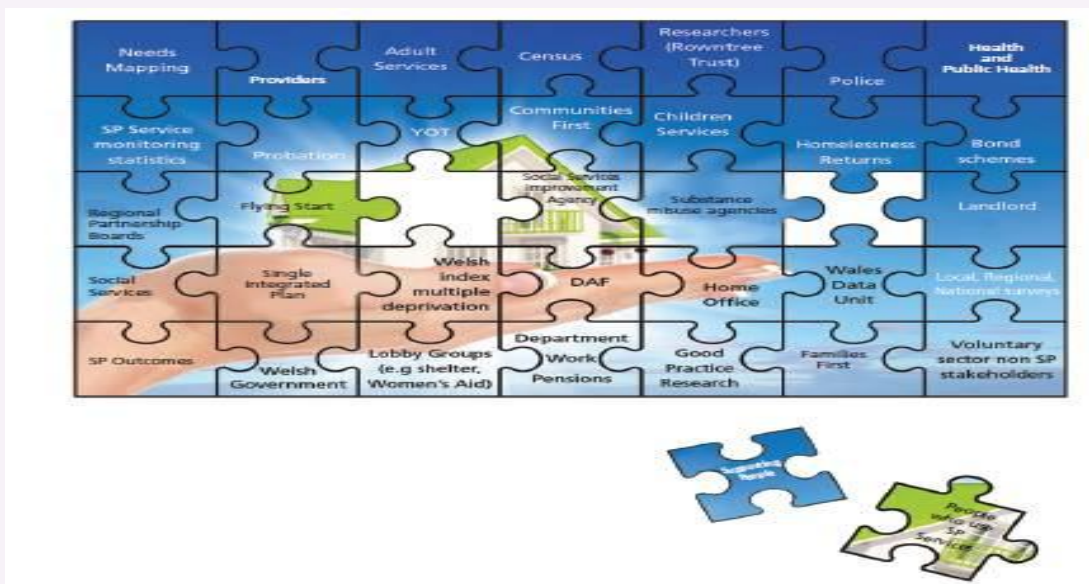 Needs
Mapping
Providers
Adult
Services
Census
Researchers
(Rowntree
Trust)
Police
Health
and
Public Health
SP Service
monitoring
statistics
Probation
YOT
Communities
First
Children
Services
Homelessness
Returns
Bond
schemes
Regional
Partnership
Boards
Flying Start
Social Services
improvement
Agency
Substance
misuse agencies
Landlord
Social
Services
Single
Integrated
Plan
Welsh
index
multiple
deprivation
DAF
Home
Office
Wales
Data
Unit
Local, Regional,
National surveys
SP Outcomes
Welsh
Government
Lobby Groups
(e.g shelter,
Women's Aid)
Department
Work
Pensions
Good
Practice
Research
Families
First
Voluntary
sector non SP
stakeholders
Supporting
People
People
who use
SP
Services